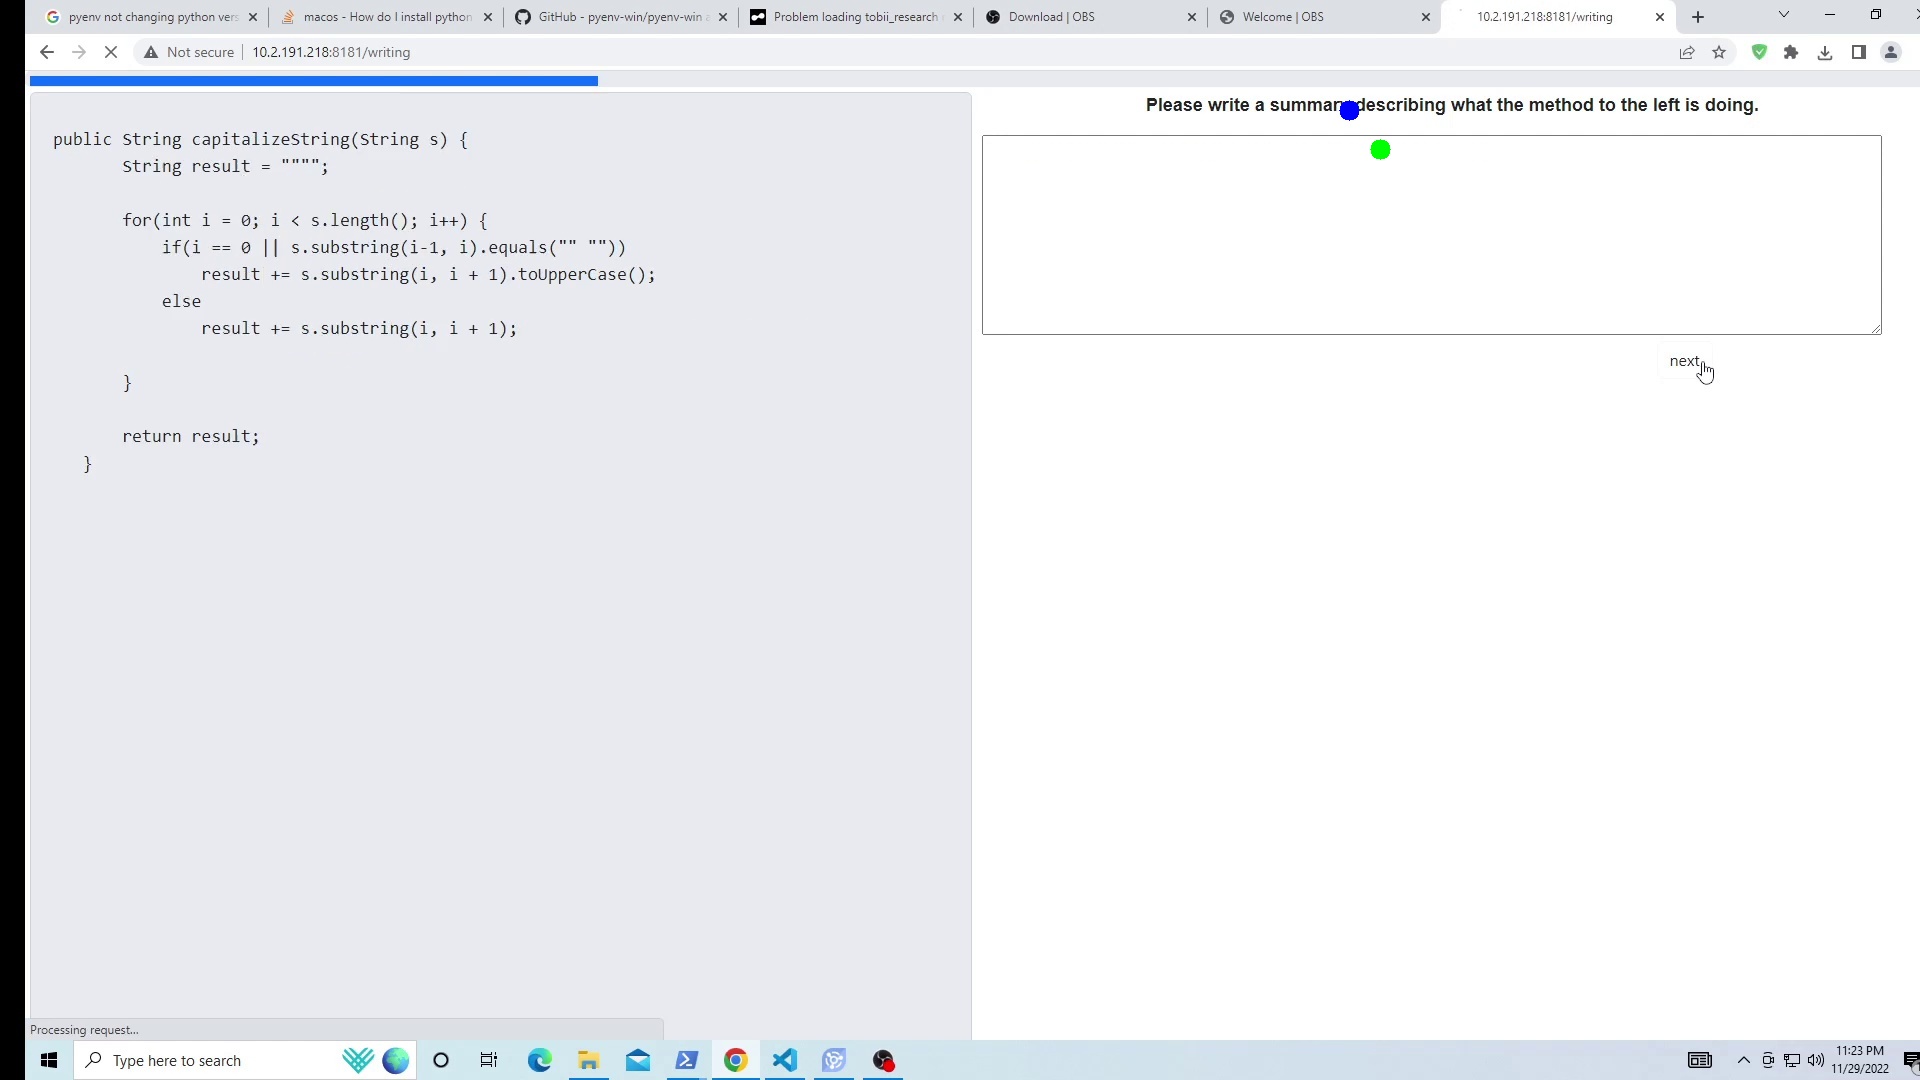 pyenv not changing python vers
macos - How do I install python
GitHub - pyenv-win/pyenv-win a
Problem loading tobii_research
Download | OBS
Welcome | OBS
10.2.191.218:8181/writing
Not secure
10.2.191.218:8181/writing
public String capitalizeString(String s) {
String result = """";
for(int i = 0; i < s.length(); i++) {
if(i == 0 || s.substring(i-1, i).equals("" ""))
result += s.substring(i, i + 1).toUpperCase();
else
result += s.substring(i, i + 1);
}
return result;
}
Please write a summary describing what the method to the left is doing.
next
Processing request...
Type here to search
11:23 PM
11/29/2022